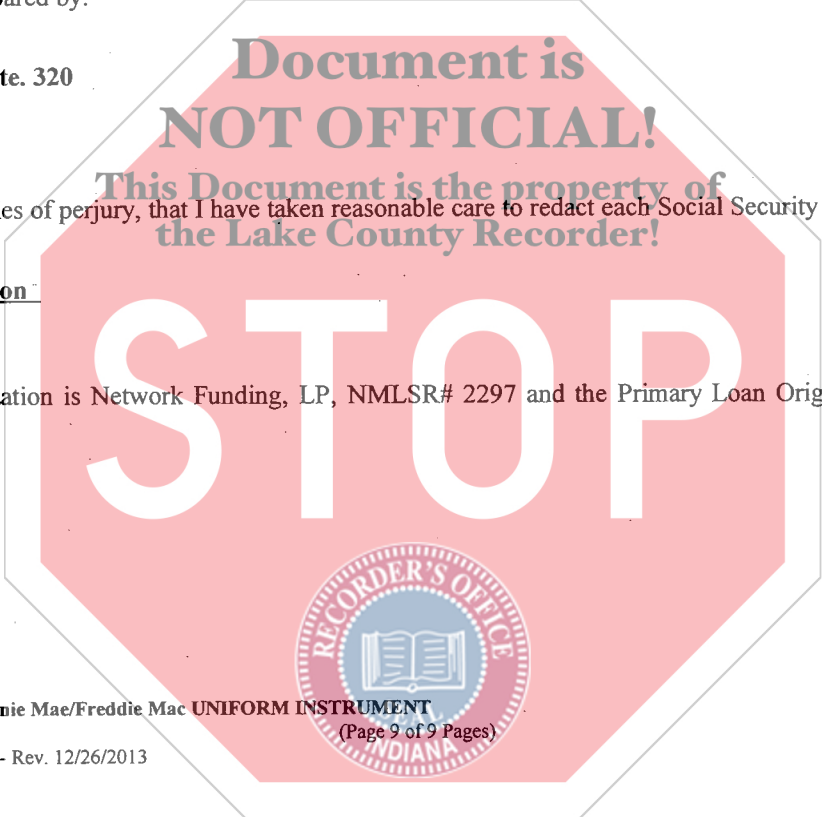 ared by:
Document is
te. 320
NOT OFFICIAL!
This Document is the property of
es of perjury, that I have taken reasonable care to redact each Social Security
the Lake County Recorder!
on
STOP
ation is Network Funding, LP, NMLSR# 2297 and the Primary Loan Orig
RECORDER'S OFFICE
SEAL
INDIANA
nie Mae/Freddie Mac UNIFORM INSTRUMENT
(Page 9 of 9 Pages)
- Rev. 12/26/2013